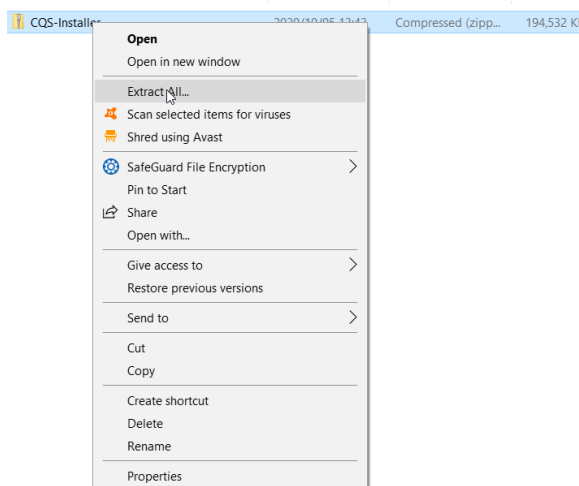 CQS-Installer Compressed (zipp... 194,532 K
Open
Open in new window
Extract All...
Scan selected items for viruses
Shred using Avast
SafeGuard File Encryption
Pin to Start
Share
Open with...
Give access to
Restore previous versions
Send to
Cut
Copy
Create shortcut
Delete
Rename
Properties